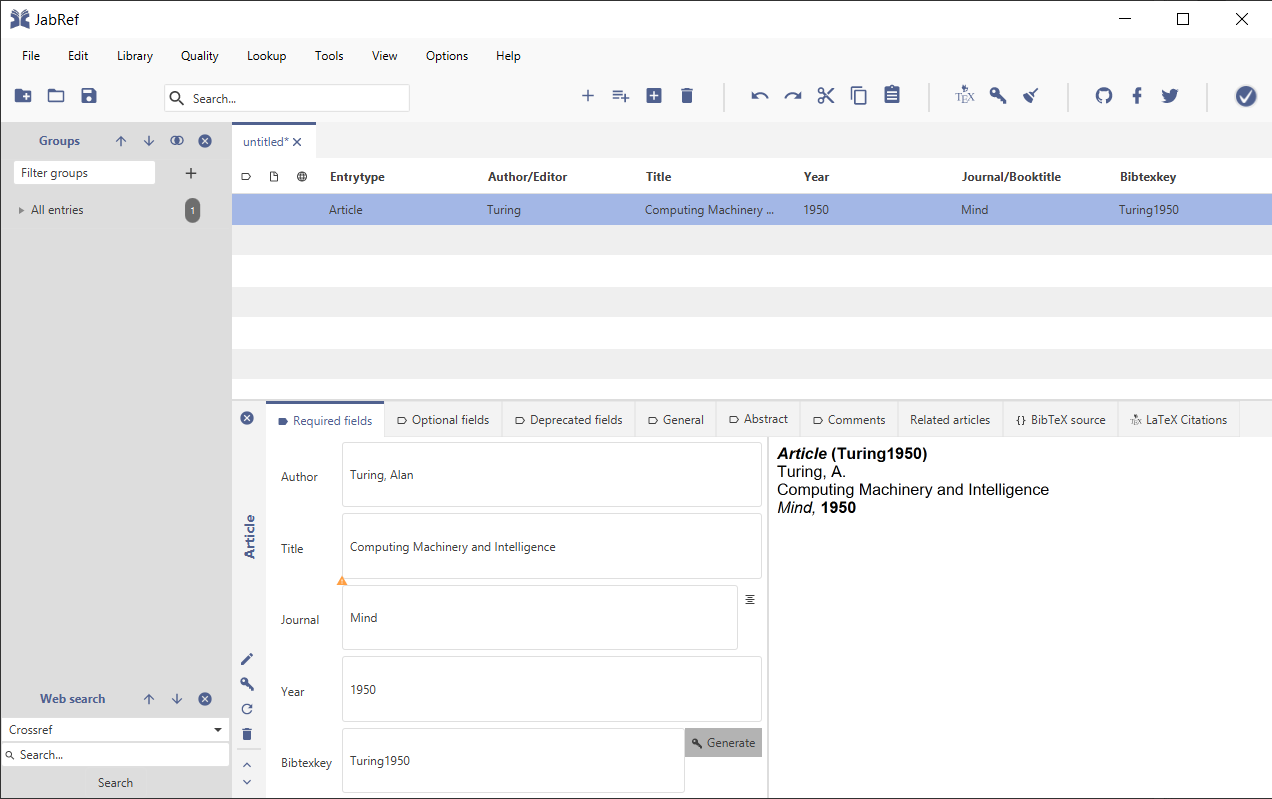 JabRef
File Edit Library Quality Lookup Tools View Options Help
Search...
TEX
Groups
untitled*
Filter groups
Entrytype Author/Editor Title Year Journal/Booktitle Bibtexkey
All entries 1
Article Turing Computing Machinery ... 1950 Mind Turing1950
Required fields Optional fields Deprecated fields General Abstract Comments Related articles {} BibTeX source LaTeX Citations
Article
Author Turing, Alan
Title Computing Machinery and Intelligence
Journal Mind
Year 1950
Bibtexkey Turing1950
Generate
Article (Turing1950)
Turing, A.
Computing Machinery and Intelligence
Mind, 1950
Web search
Crossref
Search...
Search